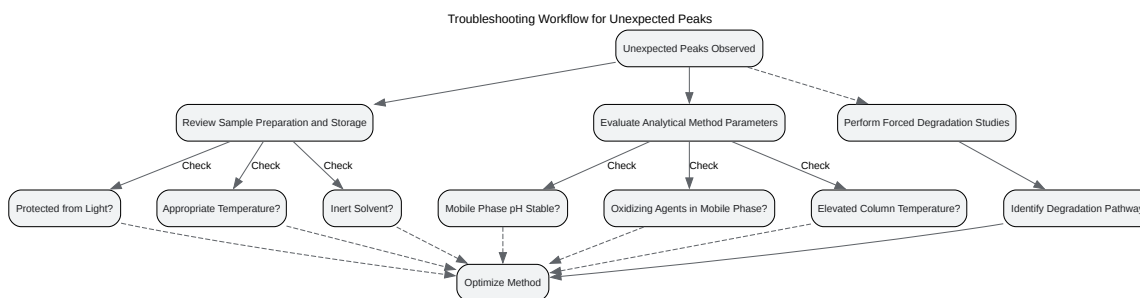 Troubleshooting Workflow for Unexpected Peaks
Unexpected Peaks Observed
Review Sample Preparation and Storage
Evaluate Analytical Method Parameters
Perform Forced Degradation Studies
Check
Check
Check
Check
Check
Check
Protected from Light?
Appropriate Temperature?
Inert Solvent?
Mobile Phase pH Stable?
Oxidizing Agents in Mobile Phase?
Elevated Column Temperature?
Identify Degradation Pathway
Optimize Method